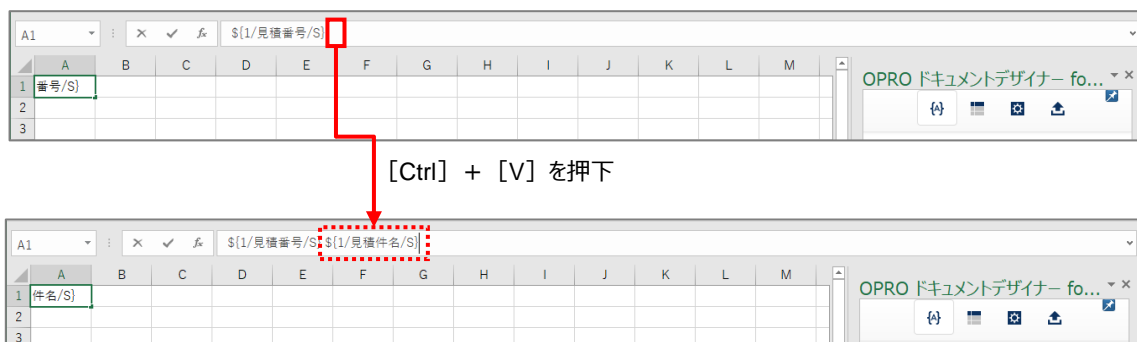 A1
fx
${1/見積番号/S}
A B C D E F G H I J K L M
1 番号/S}
2
3
OPRO ドキュメントデザイナー fo...
{A}
［Ctrl］＋［V］を押下
A1
fx
${1/見積番号/S}${1/見積件名/S}
A B C D E F G H I J K L M
1 件名/S}
2
3
OPRO ドキュメントデザイナー fo...
{A}